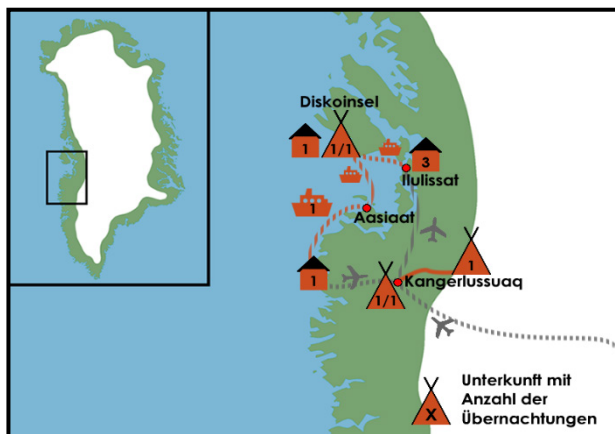 Diskoinsel
1
1/1
3
Ilulissat
1
Aasiaat
1
1
Kangerlussuaq
1/1
Unterkunft mit
Anzahl der
Übernachtungen
X